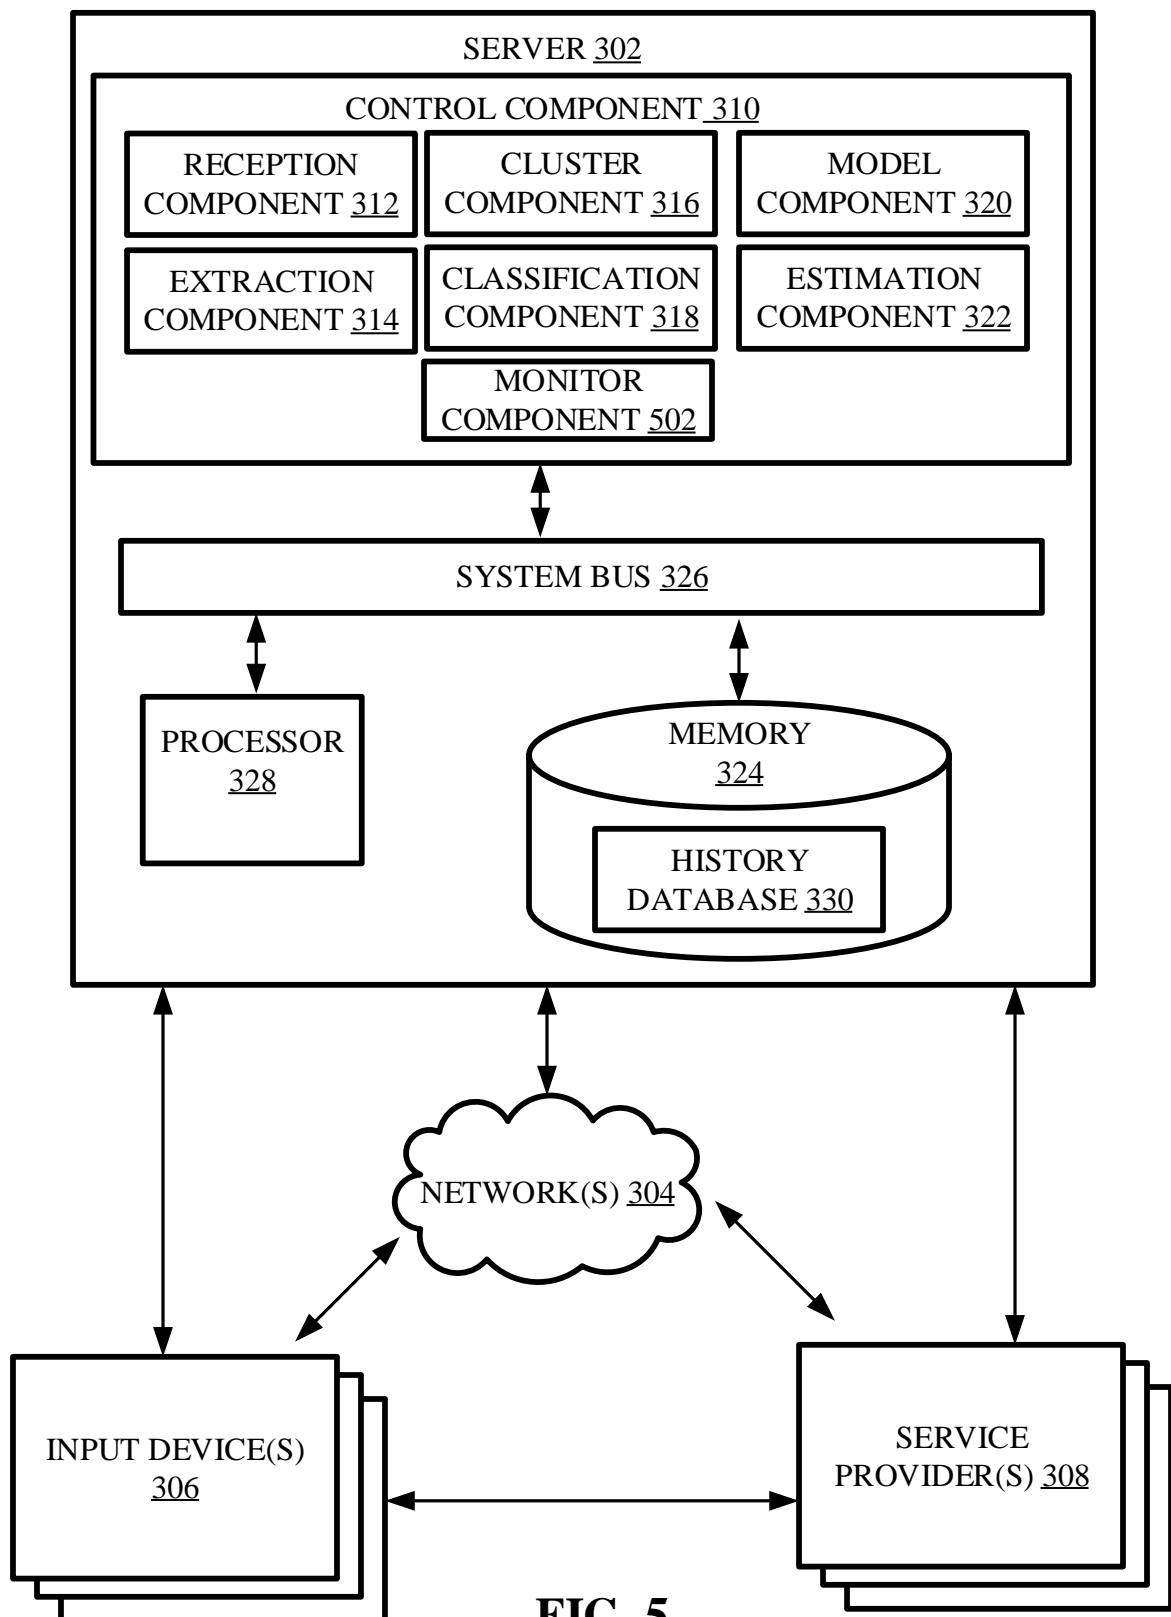 SERVER 302
CONTROL COMPONENT 310
RECEPTION
COMPONENT 312
CLUSTER
COMPONENT 316
MODEL
COMPONENT 320
EXTRACTION
COMPONENT 314
CLASSIFICATION
COMPONENT 318
ESTIMATION
COMPONENT 322
MONITOR
COMPONENT 502
SYSTEM BUS 326
PROCESSOR
328
MEMORY
324
HISTORY
DATABASE 330
NETWORK(S) 304
INPUT DEVICE(S)
306
SERVICE
PROVIDER(S) 308
FIG. 5